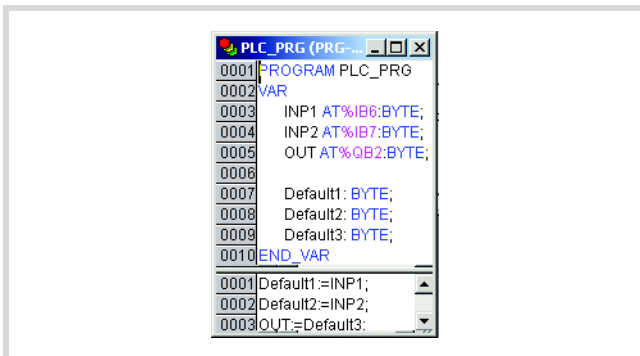 PLC_PRG (PRG-...
0001 PROGRAM PLC_PRG
0002 VAR
0003 INP1 AT%IB6:BYTE;
0004 INP2 AT%IB7:BYTE;
0005 OUT AT%QB2:BYTE;
0006
0007 Default1: BYTE;
0008 Default2: BYTE;
0009 Default3: BYTE;
0010 END_VAR
0001 Default1:=INP1;
0002 Default2:=INP2;
0003 OUT:=Default3;